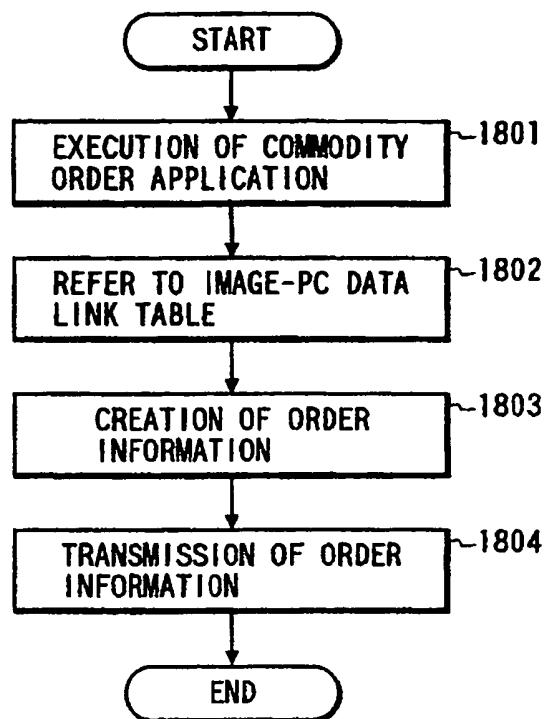 START
EXECUTION OF COMMODITY
ORDER APPLICATION
1801
REFER TO IMAGE-PC DATA
LINK TABLE
1802
CREATION OF ORDER
INFORMATION
1803
TRANSMISSION OF ORDER
INFORMATION
1804
END